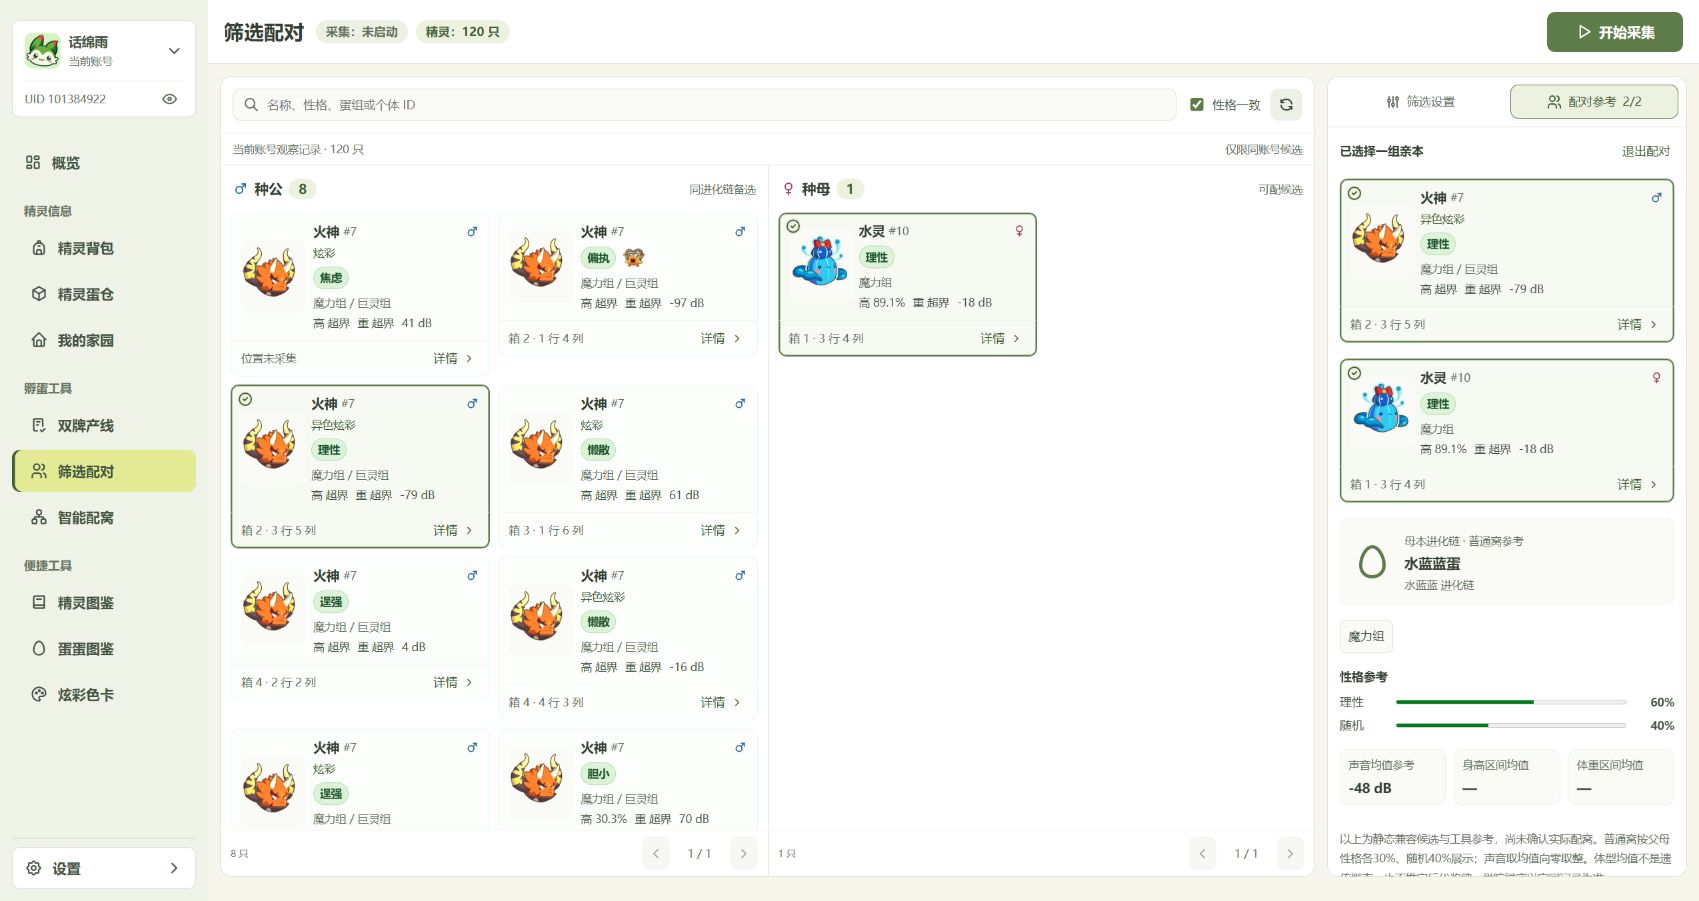 话绵雨
当前账号
UID 101384922
概览
精灵信息
精灵背包
精灵蛋仓
我的家园
孵蛋工具
双牌产线
筛选配对
智能配窝
便捷工具
精灵图鉴
蛋蛋图鉴
炫彩色卡
设置
筛选配对 采集：未启动 精灵：120 只
开始采集
名称、性格、蛋组或个体 ID
性格一致
当前账号观察记录 · 120 只
仅限同账号候选
种公 8 同进化链备选
火神 #7
炫彩
焦虑
魔力组 / 巨灵组
高 超界 重 超界 41 dB
位置未采集 详情
火神 #7
偏执
魔力组 / 巨灵组
高 超界 重 超界 -97 dB
箱 2 · 1 行 4 列 详情
火神 #7
异色炫彩
理性
魔力组 / 巨灵组
高 超界 重 超界 -79 dB
箱 2 · 3 行 5 列 详情
火神 #7
炫彩
懒散
魔力组 / 巨灵组
高 超界 重 超界 61 dB
箱 3 · 1 行 6 列 详情
火神 #7
逞强
魔力组 / 巨灵组
高 超界 重 超界 4 dB
箱 4 · 2 行 2 列 详情
火神 #7
异色炫彩
懒散
魔力组 / 巨灵组
高 超界 重 超界 -16 dB
箱 4 · 4 行 3 列 详情
火神 #7
炫彩
逞强
魔力组 / 巨灵组
火神 #7
胆小
魔力组 / 巨灵组
高 30.3% 重 超界 70 dB
8 只 1 / 1
种母 1 可配候选
水灵 #10
理性
魔力组
高 89.1% 重 超界 -18 dB
箱 1 · 3 行 4 列 详情
1 只 1 / 1
筛选设置 配对参考 2/2
已选择一组亲本 退出配对
火神 #7
异色炫彩
理性
魔力组 / 巨灵组
高 超界 重 超界 -79 dB
箱 2 · 3 行 5 列 详情
水灵 #10
理性
魔力组
高 89.1% 重 超界 -18 dB
箱 1 · 3 行 4 列 详情
母本进化链 · 普通窝参考
水蓝蓝蛋
水蓝蓝 进化链
魔力组
性格参考
理性 60%
随机 40%
声音均值参考
-48 dB
身高区间均值
—
体重区间均值
—
以上为静态兼容候选与工具参考，尚未确认实际配窝。普通窝按父母
性格各30%、随机40%展示；声音取均值向零取整。体型均值不是遗